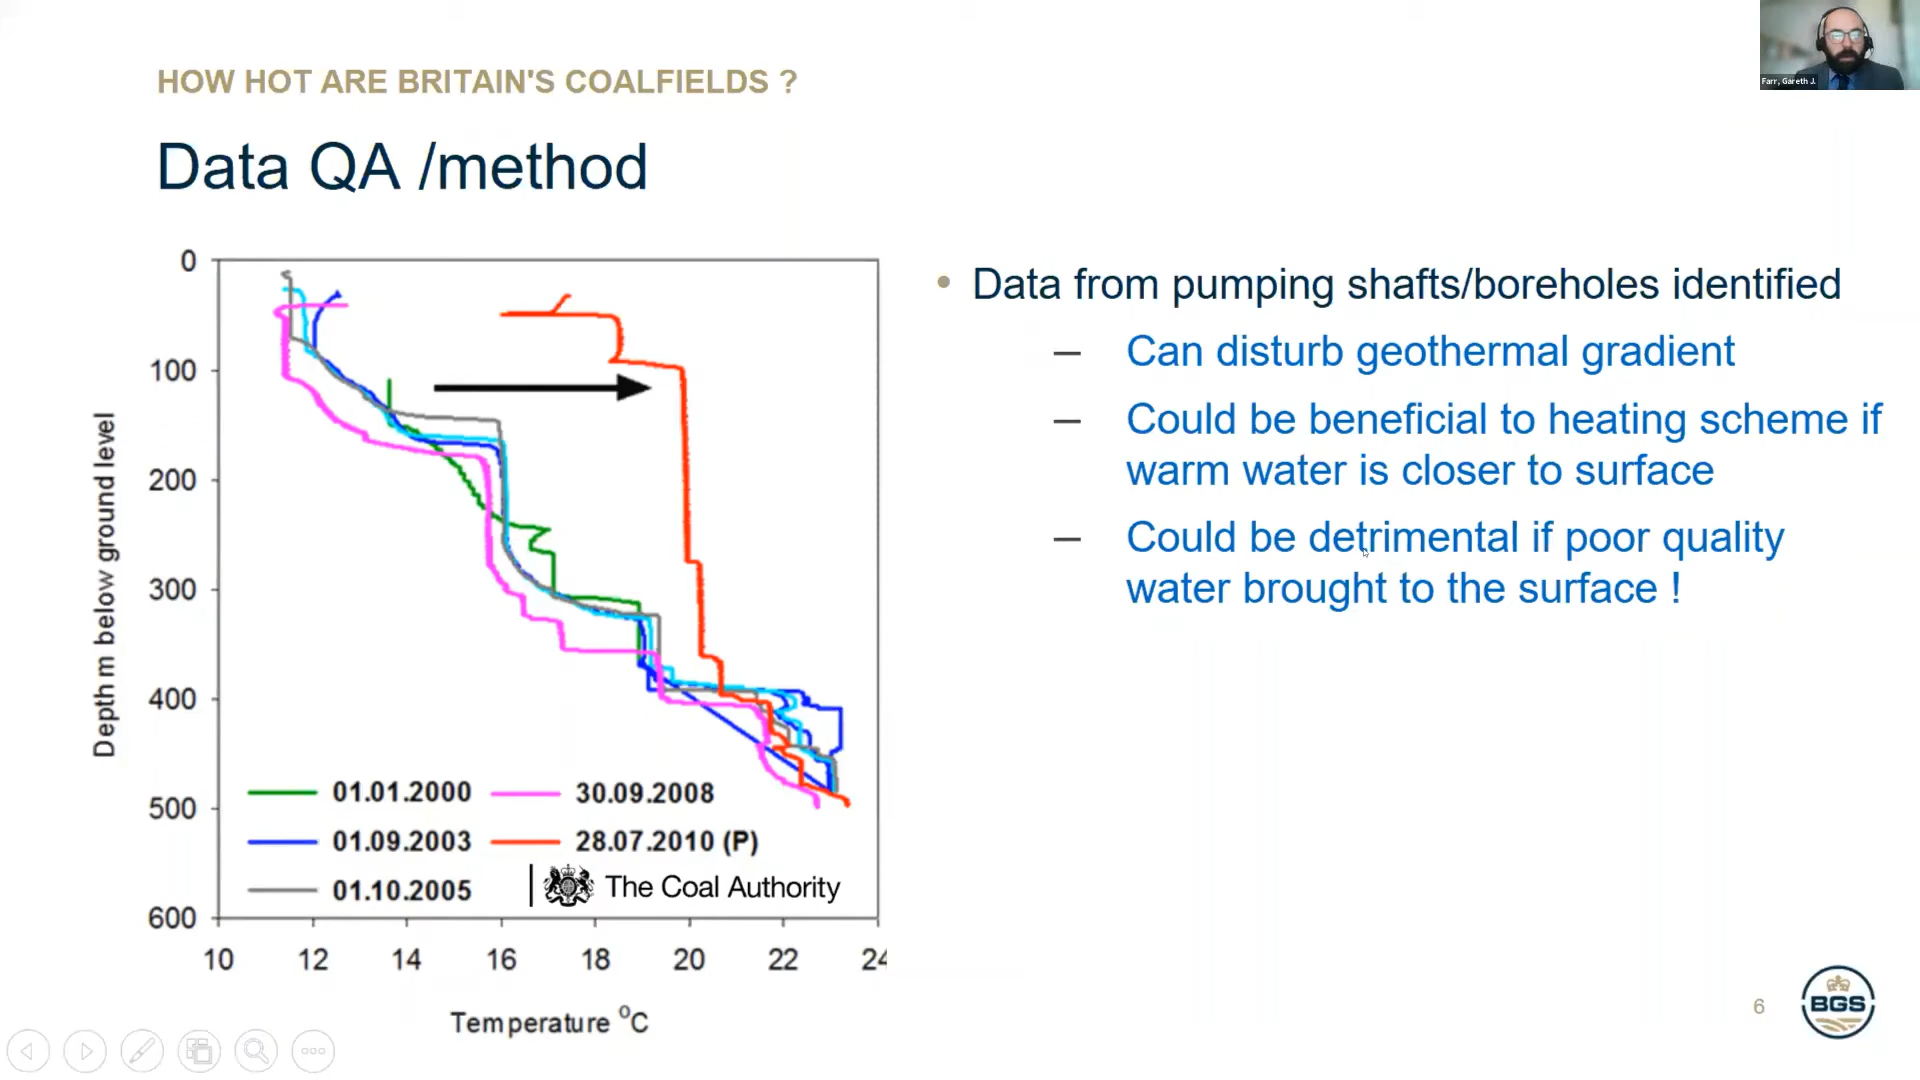 HOW HOT ARE BRITAIN'S COALFIELDS ?
Farr, Gareth J.
Data QA /method
0
100
200
300
400
500
600
Depth m below ground level
01.01.2000
30.09.2008
01.09.2003
28.07.2010 (P)
01.10.2005
The Coal Authority
10 12 14 16 18 20 22 24
Temperature °C
• Data from pumping shafts/boreholes identified
– Can disturb geothermal gradient
– Could be beneficial to heating scheme if
warm water is closer to surface
– Could be detrimental if poor quality
water brought to the surface !
6
BGS